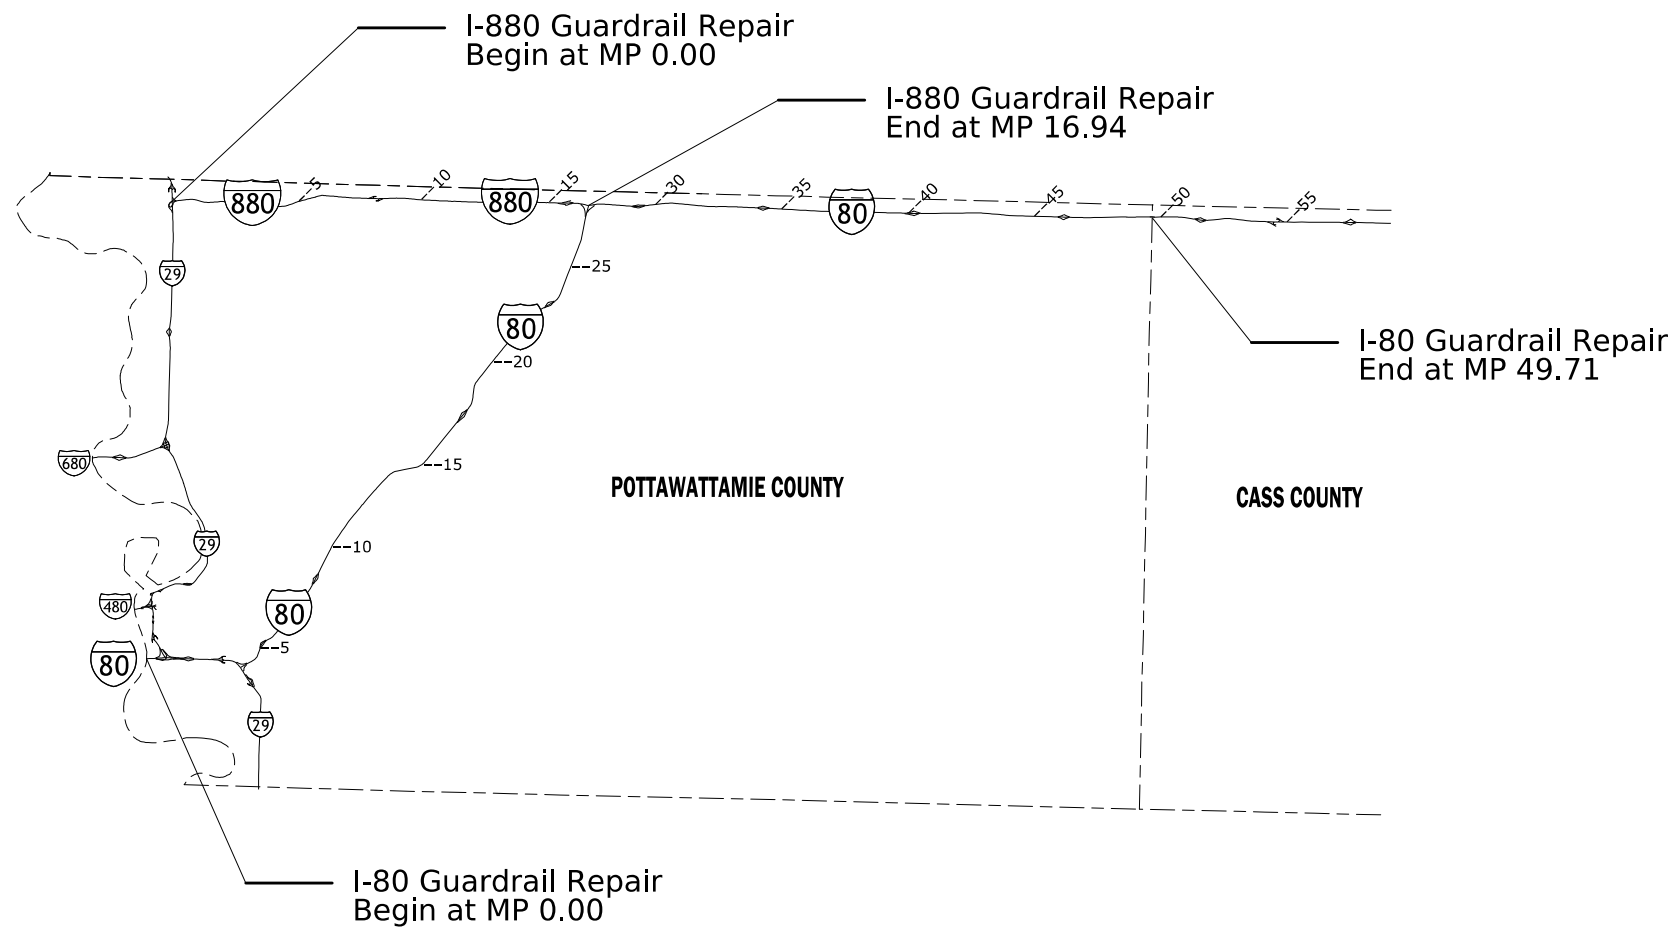 I-880 Guardrail Repair
Begin at MP 0.00
I-880 Guardrail Repair
End at MP 16.94
880
5
10
880
15
30
35
80
40
45
50
55
29
25
80
20
I-80 Guardrail Repair
End at MP 49.71
680
15
POTTAWATTAMIE COUNTY
CASS COUNTY
29
10
480
80
5
80
29
I-80 Guardrail Repair
Begin at MP 0.00